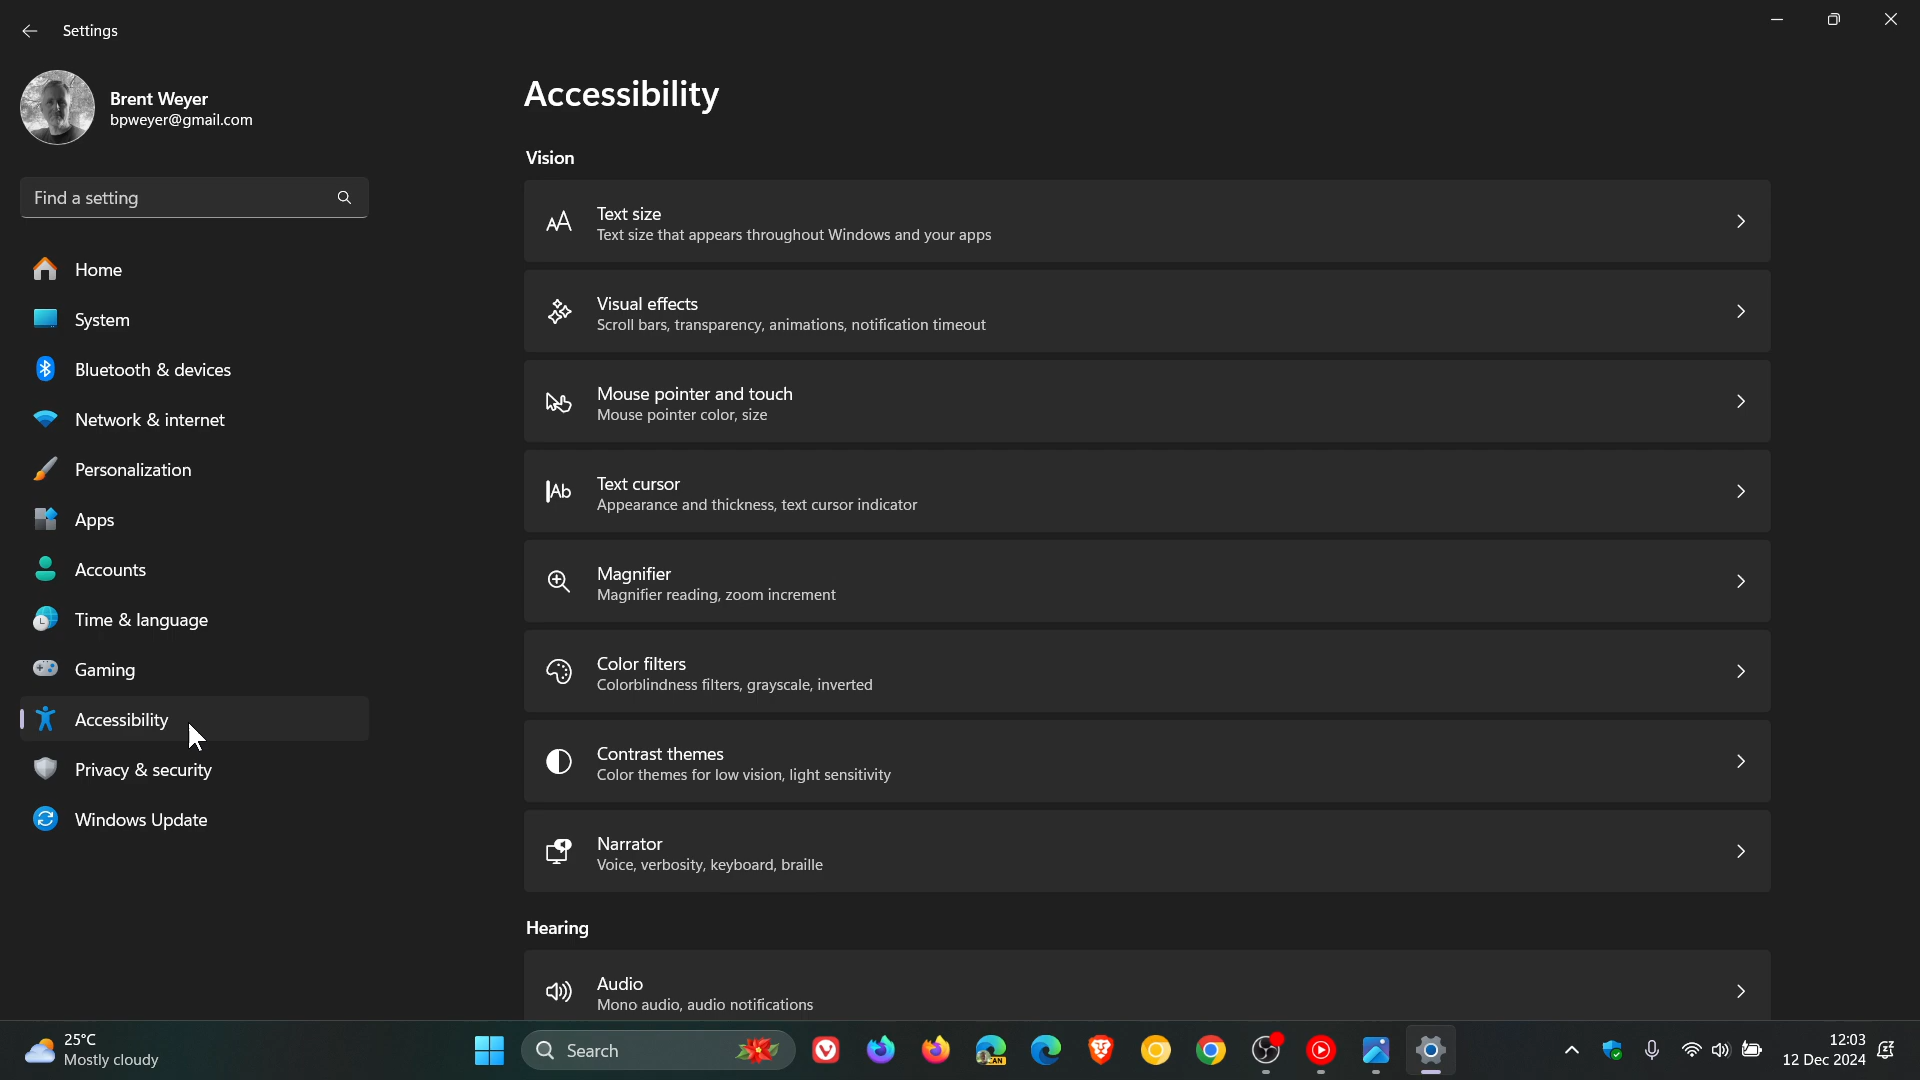 Settings
Brent Weyer
bpweyer@gmail.com
Find a setting
Home
System
Bluetooth & devices
Network & internet
Personalization
Apps
Accounts
Time & language
Gaming
Accessibility
Privacy & security
Windows Update
Accessibility
Vision
Text size
Text size that appears throughout Windows and your apps
Visual effects
Scroll bars, transparency, animations, notification timeout
Mouse pointer and touch
Mouse pointer color, size
Text cursor
Appearance and thickness, text cursor indicator
Magnifier
Magnifier reading, zoom increment
Color filters
Colorblindness filters, grayscale, inverted
Contrast themes
Color themes for low vision, light sensitivity
Narrator
Voice, verbosity, keyboard, braille
Hearing
Audio
Mono audio, audio notifications
25°C
Mostly cloudy
Search
CAN
12:03
12 Dec 2024